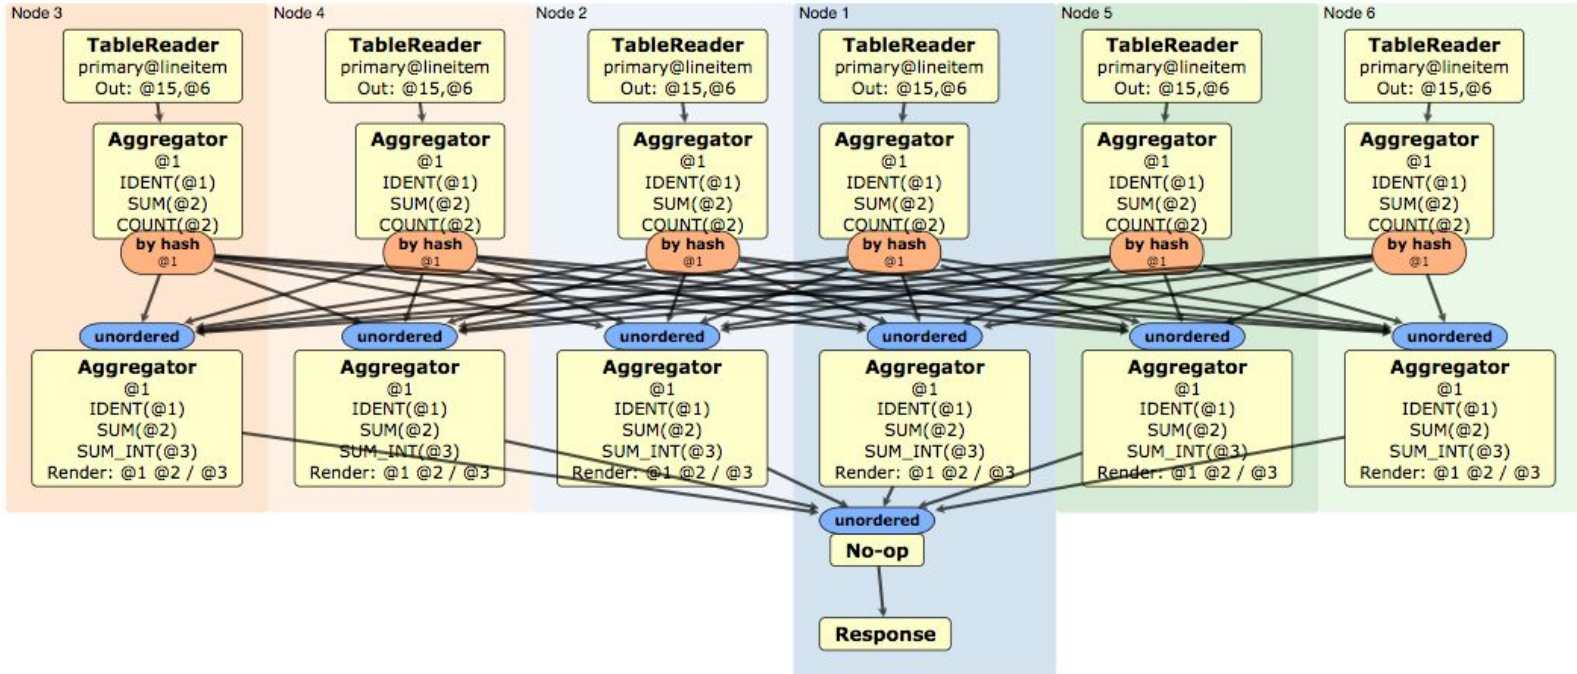 Node 3
Node 4
Node 2
Node 1
Node 5
Node 6
TableReader
primary@lineitem
Out: @15,@6
TableReader
primary@lineitem
Out: @15,@6
TableReader
primary@lineitem
Out: @15,@6
TableReader
primary@lineitem
Out: @15,@6
TableReader
primary@lineitem
Out: @15,@6
TableReader
primary@lineitem
Out: @15,@6
Aggregator
@1
IDENT(@1)
SUM(@2)
COUNT(@2)
Aggregator
@1
IDENT(@1)
SUM(@2)
COUNT(@2)
Aggregator
@1
IDENT(@1)
SUM(@2)
COUNT(@2)
Aggregator
@1
IDENT(@1)
SUM(@2)
COUNT(@2)
Aggregator
@1
IDENT(@1)
SUM(@2)
COUNT(@2)
Aggregator
@1
IDENT(@1)
SUM(@2)
COUNT(@2)
by hash
@1
by hash
@1
by hash
@1
by hash
@1
by hash
@1
by hash
@1
unordered
unordered
unordered
unordered
unordered
unordered
Aggregator
@1
IDENT(@1)
SUM(@2)
SUM_INT(@3)
Render: @1 @2 / @3
Aggregator
@1
IDENT(@1)
SUM(@2)
SUM_INT(@3)
Render: @1 @2 / @3
Aggregator
@1
IDENT(@1)
SUM(@2)
SUM_INT(@3)
Render: @1 @2 / @3
Aggregator
@1
IDENT(@1)
SUM(@2)
SUM_INT(@3)
Render: @1 @2 / @3
Aggregator
@1
IDENT(@1)
SUM(@2)
SUM_INT(@3)
Render: @1 @2 / @3
Aggregator
@1
IDENT(@1)
SUM(@2)
SUM_INT(@3)
Render: @1 @2 / @3
unordered
No-op
Response